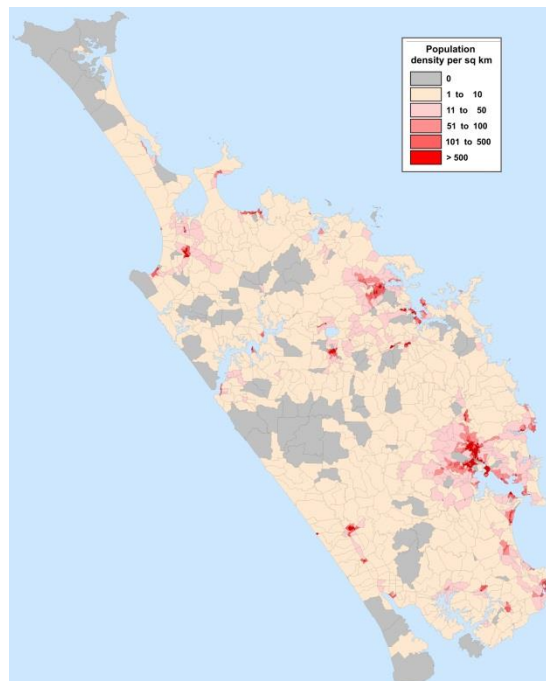 Population
density per sq km
0
1 to 10
11 to 50
51 to 100
101 to 500
> 500